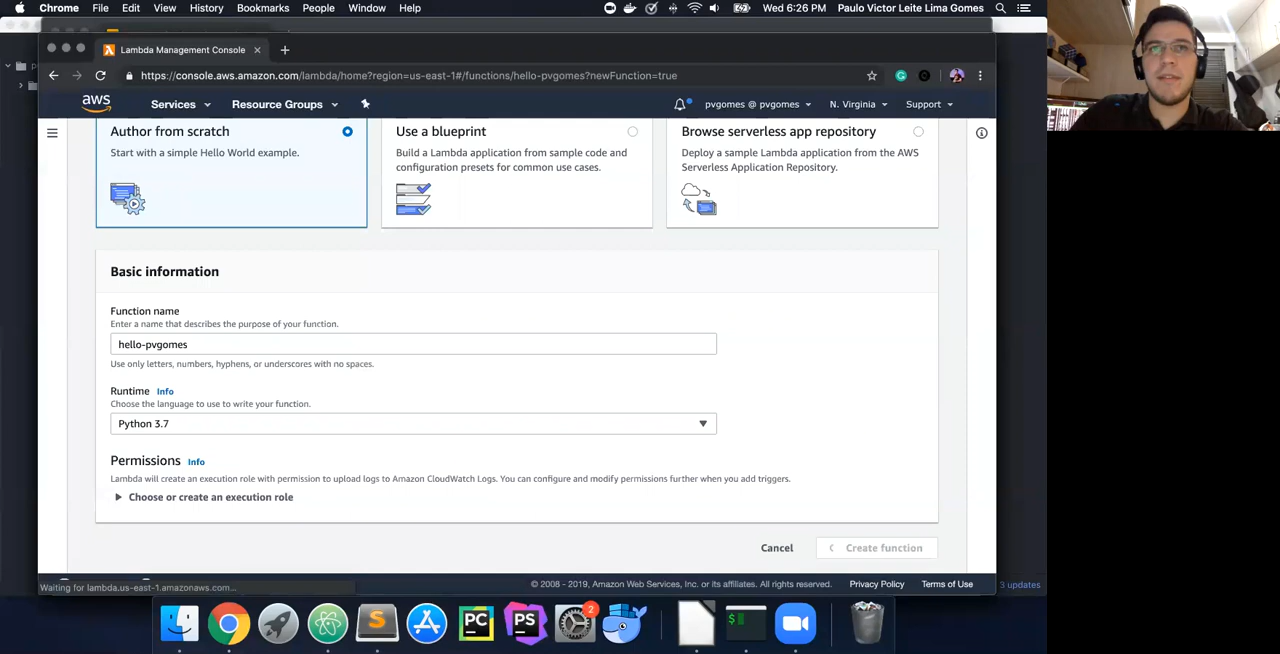 Chrome File Edit View History Bookmarks People Window Help Wed 6:26 PM Paulo Victor Leite Lima Gomes
Lambda Management Console
https://console.aws.amazon.com/lambda/home?region=us-east-1#/functions/hello-pvgomes?newFunction=true
aws Services Resource Groups pvgomes @ pvgomes N. Virginia Support
Author from scratch
Start with a simple Hello World example.
Use a blueprint
Build a Lambda application from sample code and
configuration presets for common use cases.
Browse serverless app repository
Deploy a sample Lambda application from the AWS
Serverless Application Repository.
Basic information
Function name
Enter a name that describes the purpose of your function.
hello-pvgomes
Use only letters, numbers, hyphens, or underscores with no spaces.
Runtime Info
Choose the language to use to write your function.
Python 3.7
Permissions Info
Lambda will create an execution role with permission to upload logs to Amazon CloudWatch Logs. You can configure and modify permissions further when you add triggers.
Choose or create an execution role
Cancel Create function
Waiting for lambda.us-east-1.amazonaws.com...
© 2008 - 2019, Amazon Web Services, Inc. or its affiliates. All rights reserved. Privacy Policy Terms of Use
3 updates
S PC PS 2 $